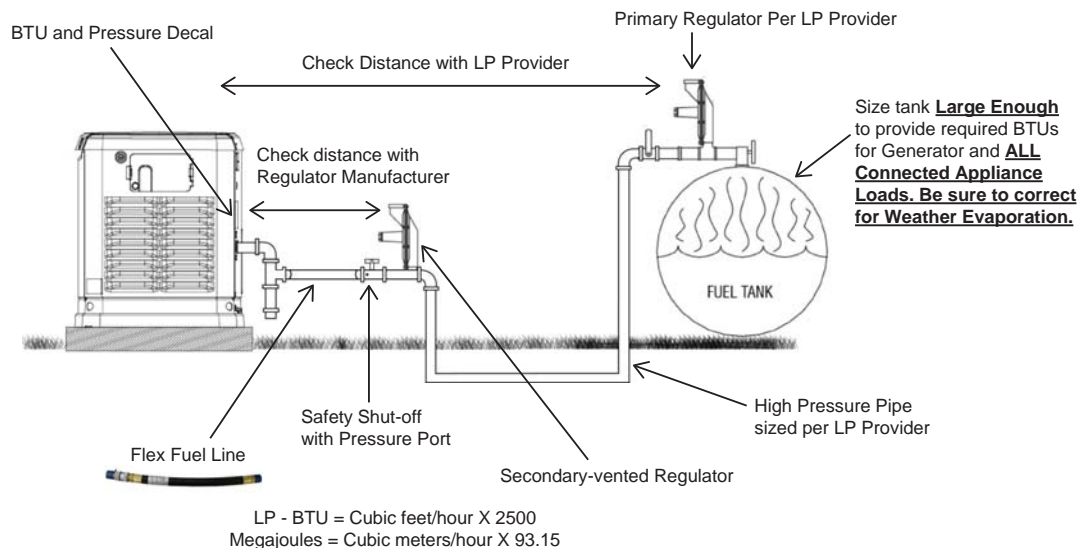 Primary Regulator Per LP Provider
BTU and Pressure Decal
Check Distance with LP Provider
Size tank Large Enough
to provide required BTUs
for Generator and ALL
Connected Appliance
Loads. Be sure to correct
for Weather Evaporation.
Check distance with
Regulator Manufacturer
FUEL TANK
Safety Shut-off
with Pressure Port
High Pressure Pipe
sized per LP Provider
Flex Fuel Line
Secondary-vented Regulator
LP - BTU = Cubic feet/hour X 2500
Megajoules = Cubic meters/hour X 93.15